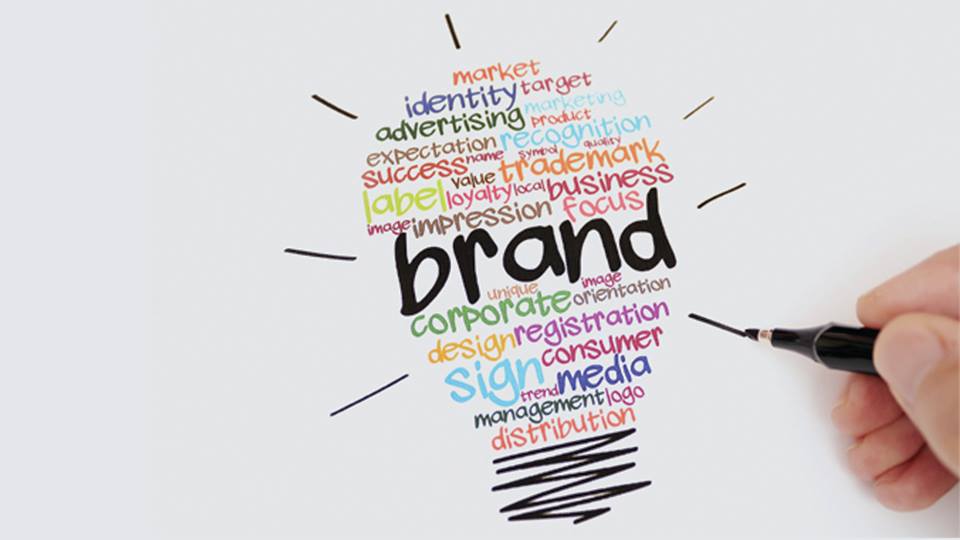 market
identity target
advertising marketing
product
expectation recognition
success name symbol quality
trademark
label value
loyalty local business
image impression focus
brand
unique image
corporate orientation
design registration
sign consumer
trend media
management logo
distribution